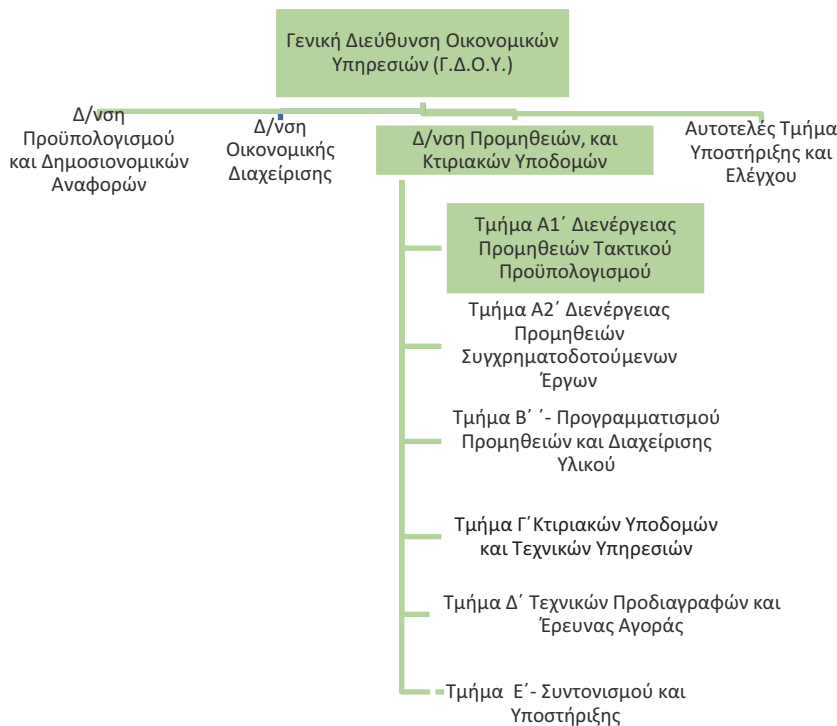 Γενική Διεύθυνση Οικονομικών
Υπηρεσιών (Γ.Δ.Ο.Υ.)
Δ/νση
Προϋπολογισμού
και Δημοσιονομικών
Αναφορών
Δ/νση
Οικονομικής
Διαχείρισης
Δ/νση Προμηθειών, και
Κτιριακών Υποδομών
Αυτοτελές Τμήμα
Υποστήριξης και
Ελέγχου
Τμήμα Α1΄ Διενέργειας
Προμηθειών Τακτικού
Προϋπολογισμού
Τμήμα Α2΄ Διενέργειας
Προμηθειών
Συγχρηματοδοτούμενων
Έργων
Τμήμα Β΄ ΄- Προγραμματισμού
Προμηθειών και Διαχείρισης
Υλικού
Τμήμα Γ΄Κτιριακών Υποδομών
και Τεχνικών Υπηρεσιών
Τμήμα Δ΄ Τεχνικών Προδιαγραφών και
Έρευνας Αγοράς
Τμήμα Ε΄- Συντονισμού και
Υποστήριξης